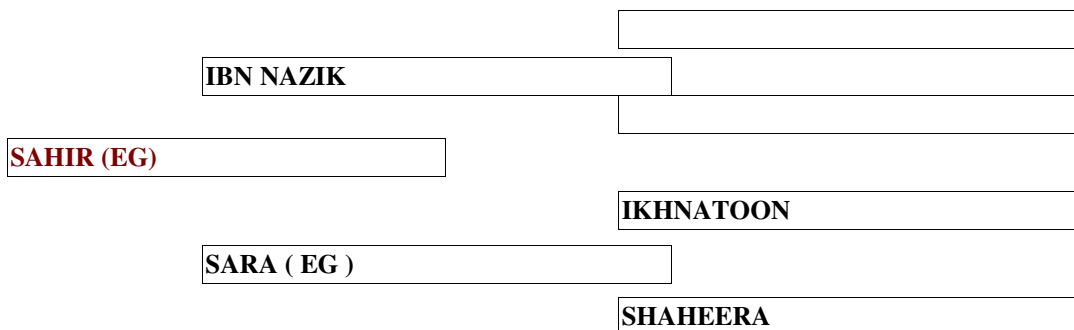 IBN NAZIK
SAHIR (EG)
IKHNATOON
SARA ( EG )
SHAHEERA